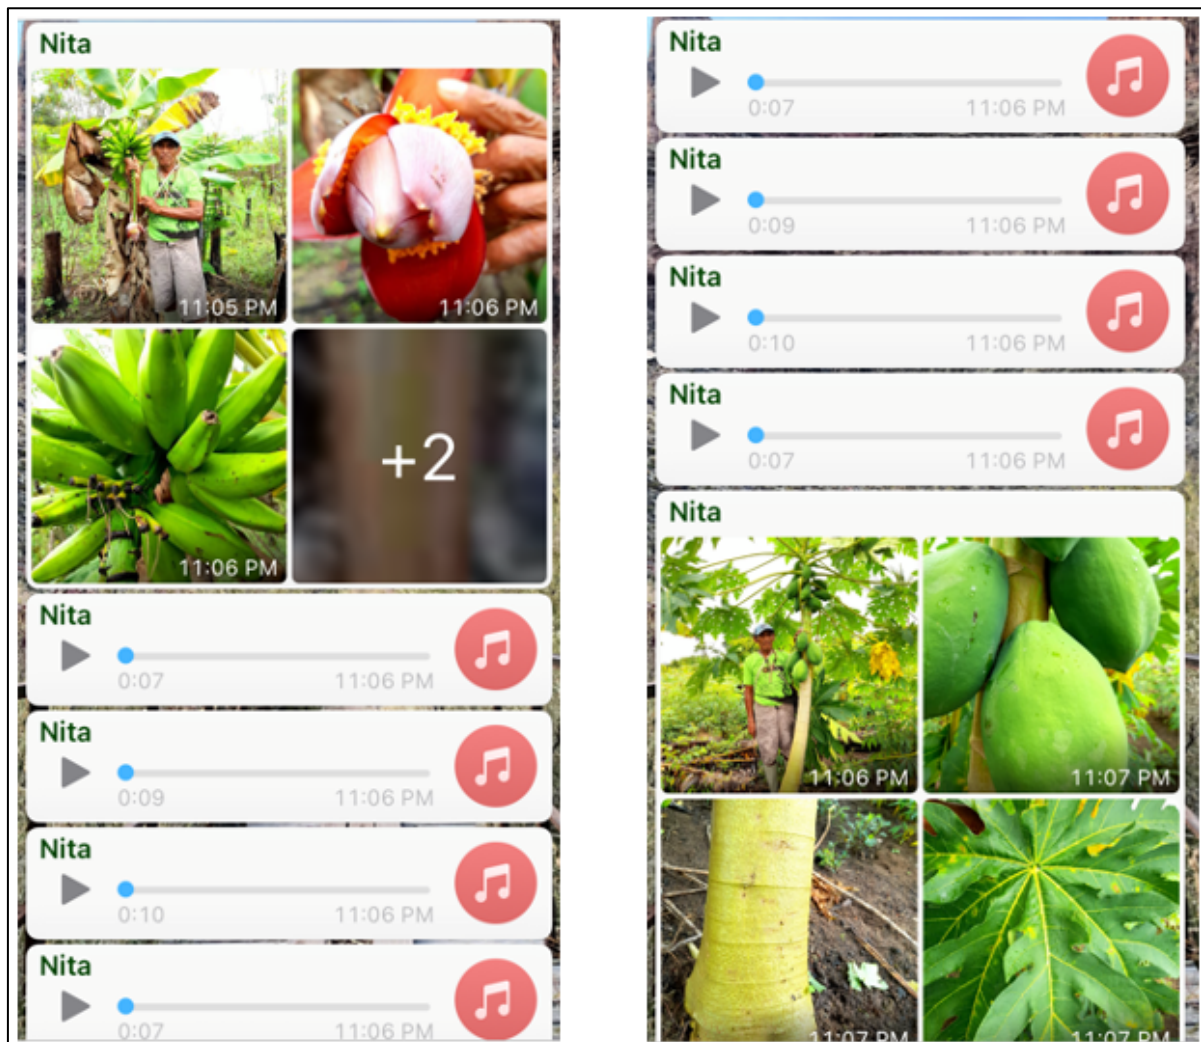 Nita
11:05 PM 11:06 PM
11:06 PM +2
Nita
0:07 11:06 PM
Nita
0:09 11:06 PM
Nita
0:10 11:06 PM
Nita
0:07 11:06 PM
Nita
0:07 11:06 PM
Nita
0:09 11:06 PM
Nita
0:10 11:06 PM
Nita
0:07 11:06 PM
Nita
11:06 PM 11:07 PM
11:07 PM 11:07 PM